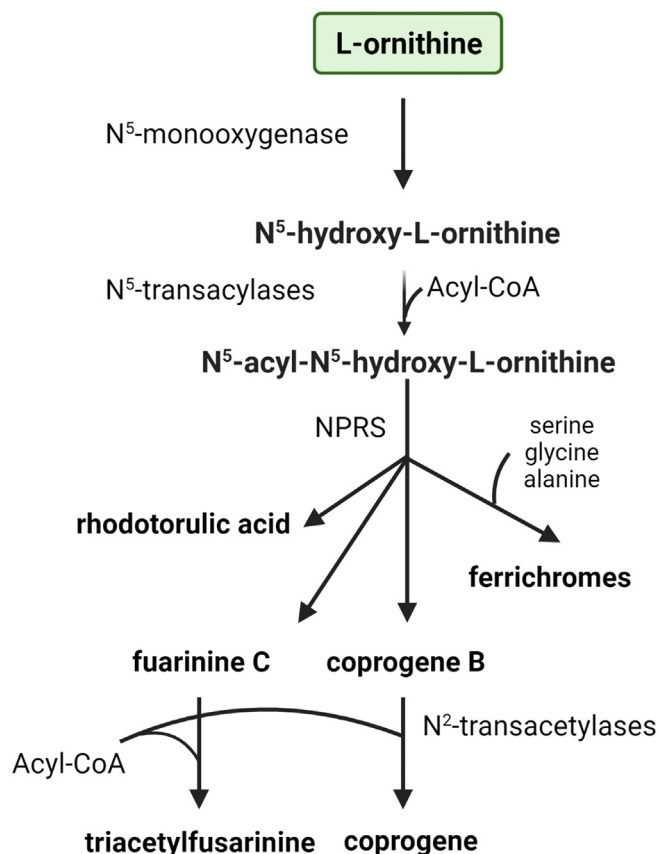 L-ornithine
N⁵-monooxygenase
N⁵-hydroxy-L-ornithine
N⁵-transacylases
Acyl-CoA
N⁵-acyl-N⁵-hydroxy-L-ornithine
NPRS
serine
glycine
alanine
rhodotorulic acid
ferrichromes
fuarinine C
coprogene B
N²-transacetylases
Acyl-CoA
triacetylfusarinine
coprogene